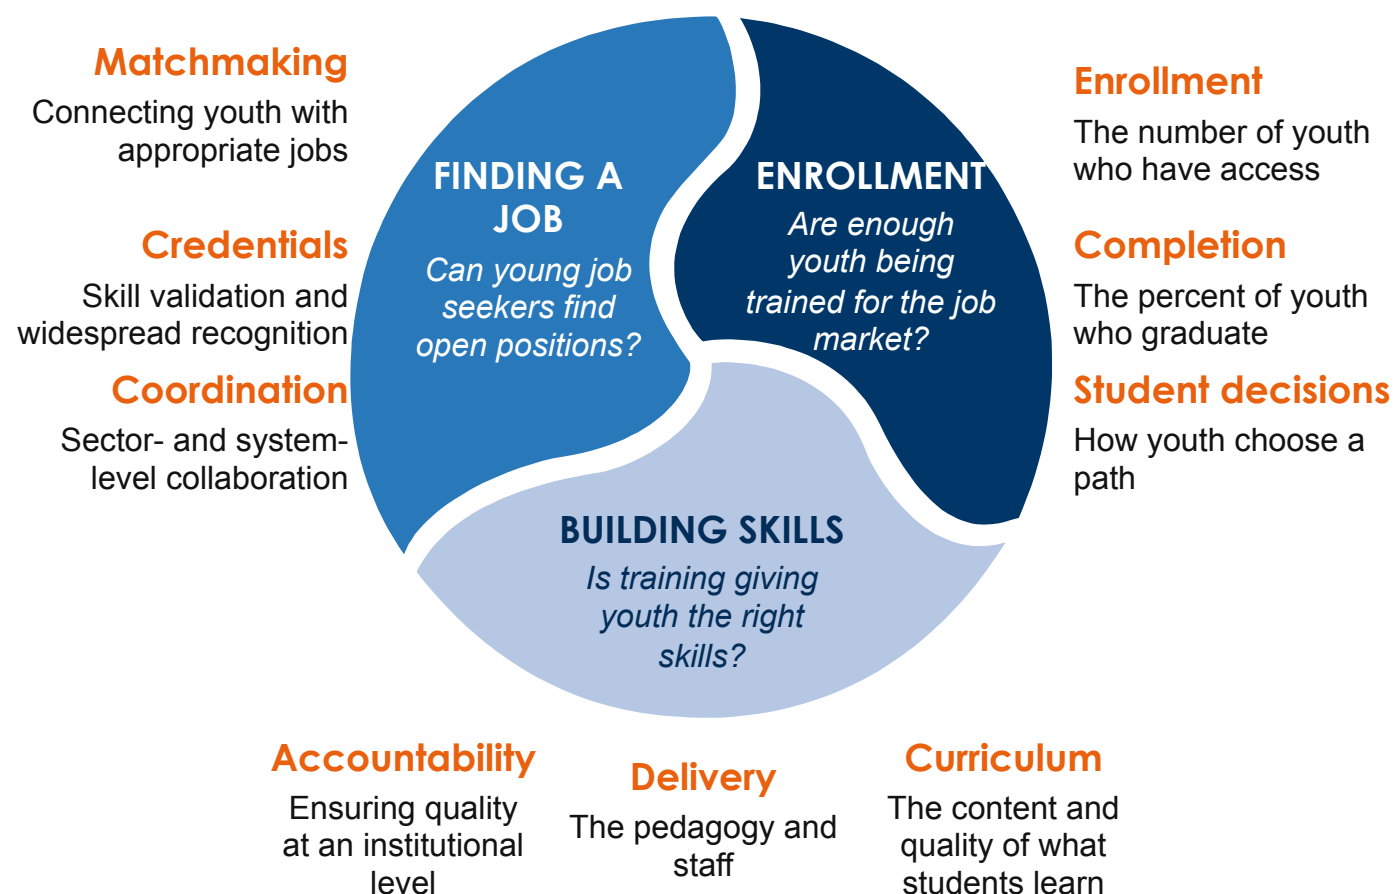 Matchmaking
Connecting youth with
appropriate jobs
Credentials
Skill validation and
widespread recognition
Coordination
Sector- and system-
level collaboration
FINDING A
JOB
Can young job
seekers find
open positions?
ENROLLMENT
Are enough
youth being
trained for the job
market?
Enrollment
The number of youth
who have access
Completion
The percent of youth
who graduate
Student decisions
How youth choose a
path
BUILDING SKILLS
Is training giving
youth the right
skills?
Accountability
Ensuring quality
at an institutional
level
Delivery
The pedagogy and
staff
Curriculum
The content and
quality of what
students learn